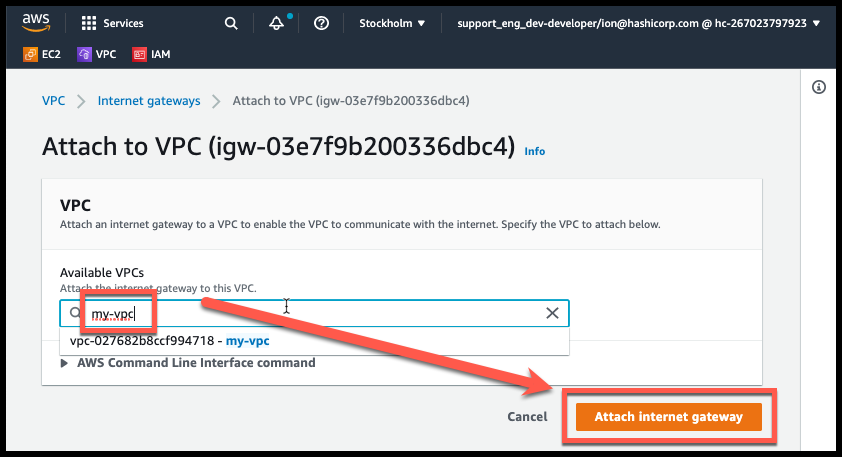 aws Services Stockholm ▼ support_eng_dev-developer/ion@hashicorp.com @ hc-267023797923 ▼
EC2 VPC IAM
VPC > Internet gateways > Attach to VPC (igw-03e7f9b200336dbc4)
Attach to VPC (igw-03e7f9b200336dbc4) Info
VPC
Attach an internet gateway to a VPC to enable the VPC to communicate with the internet. Specify the VPC to attach below.
Available VPCs
Attach the internet gateway to this VPC.
my-vpc
vpc-027682b8ccf994718 - my-vpc
AWS Command Line Interface command
Cancel Attach internet gateway